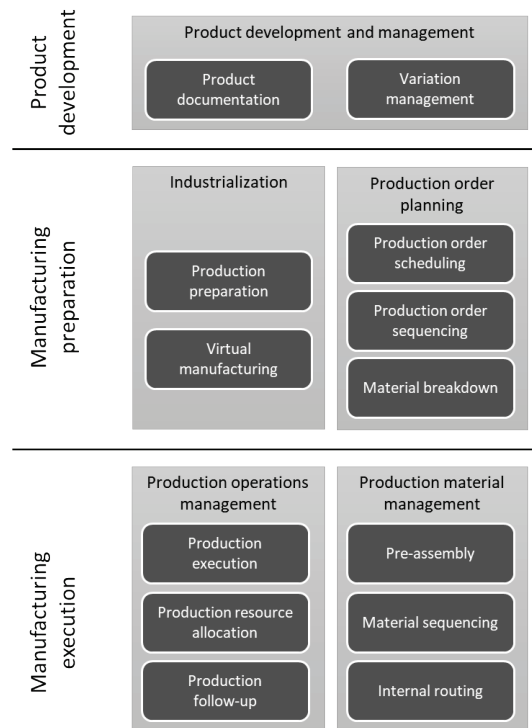 Product
development
Product development and management
Product
documentation
Variation
management
Manufacturing
preparation
Industrialization
Production
preparation
Virtual
manufacturing
Production order
planning
Production order
scheduling
Production order
sequencing
Material breakdown
Manufacturing
execution
Production operations
management
Production
execution
Production resource
allocation
Production
follow-up
Production material
management
Pre-assembly
Material sequencing
Internal routing